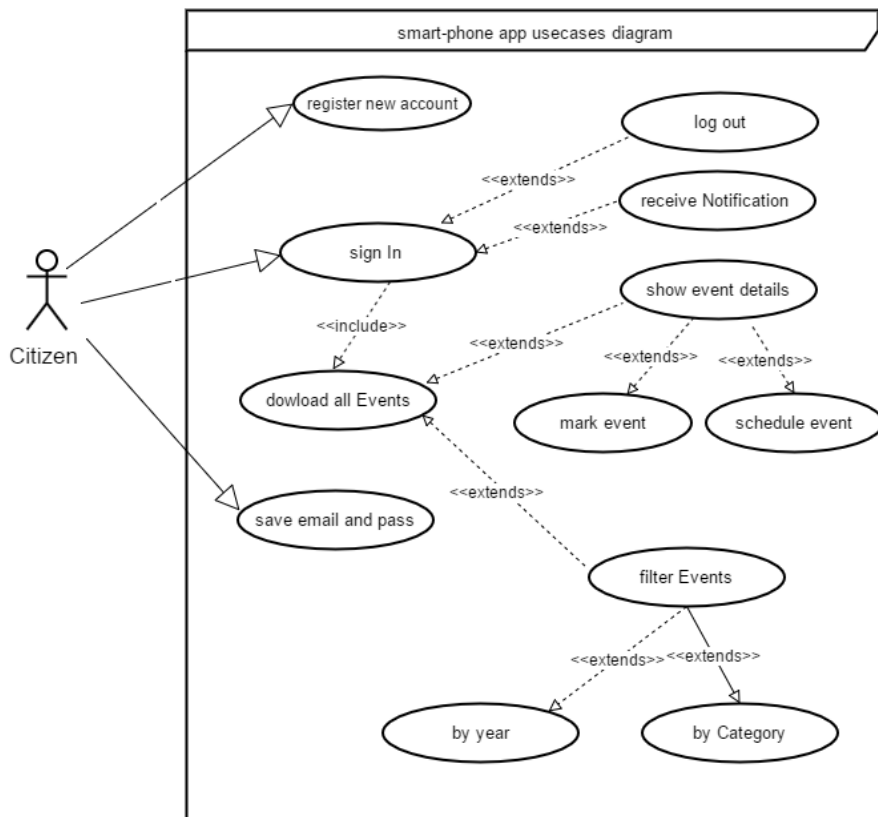 smart-phone app usecases diagram
register new account
log out
<<extends>>
receive Notification
<<extends>>
sign In
show event details
<<include>>
<<extends>>
<<extends>>
<<extends>>
Citizen
dowload all Events
mark event
schedule event
<<extends>>
save email and pass
filter Events
<<extends>>
<<extends>>
by year
by Category